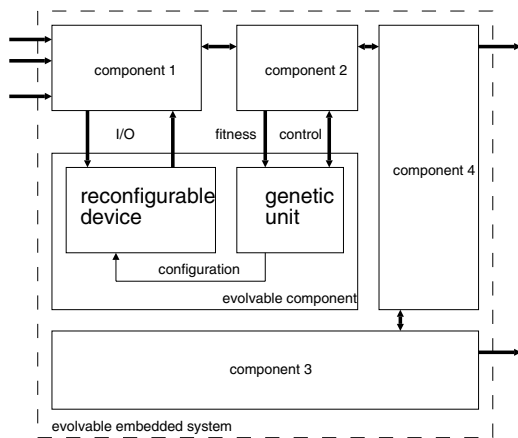 component 1
component 2
I/O
fitness
control
component 4
reconfigurable
device
genetic
unit
configuration
evolvable component
component 3
evolvable embedded system